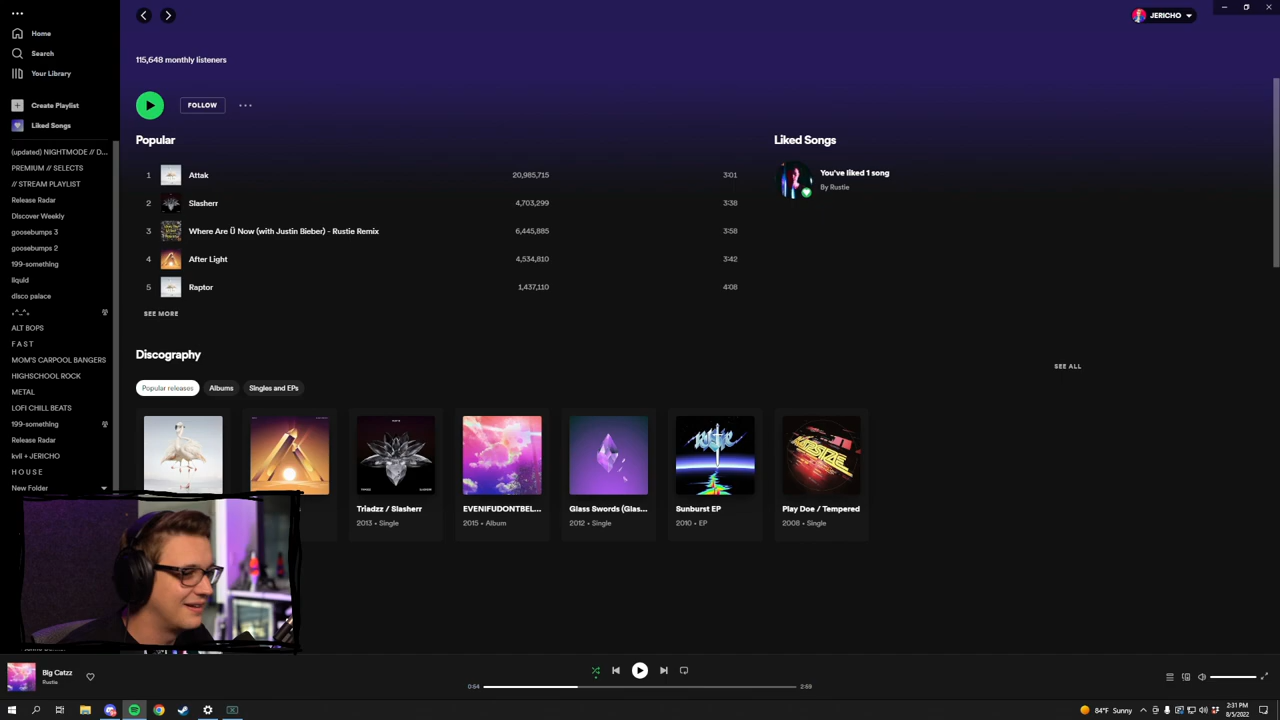 JERICHO
Home
Search
Your Library
Create Playlist
Liked Songs
(updated) NIGHTMODE // D...
PREMIUM // SELECTS
// STREAM PLAYLIST
Release Radar
Discover Weekly
goosebumps 3
goosebumps 2
199-something
liquid
disco palace
ALT BOPS
F A S T
MOM'S CARPOOL BANGERS
HIGHSCHOOL ROCK
METAL
LOFI CHILL BEATS
199-something
Release Radar
kvll + JERICHO
H O U S E
New Folder
115,648 monthly listeners
FOLLOW
Popular
1 Attak 20,985,715 3:01
2 Slasherr 4,703,299 3:38
3 Where Are Ü Now (with Justin Bieber) - Rustie Remix 6,445,885 3:58
4 After Light 4,534,810 3:42
5 Raptor 1,437,110 4:08
SEE MORE
Liked Songs
You've liked 1 song
By Rustie
Discography
SEE ALL
Popular releases Albums Singles and EPs
Triadzz / Slasherr
2013 • Single
EVENIFUDONTBEL...
2015 • Album
Glass Swords (Glas...
2012 • Single
Sunburst EP
2010 • EP
Play Doe / Tempered
2008 • Single
Big Catzz
Rustie
0:54 2:59
84°F Sunny
2:31 PM
8/5/2022